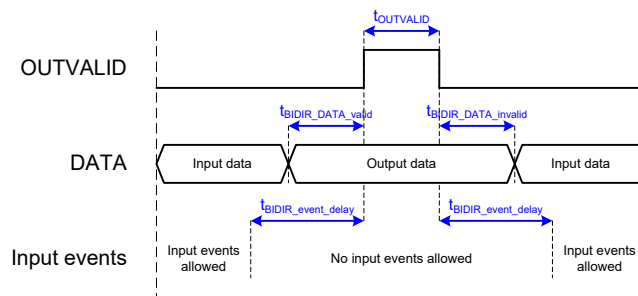 tOUTVALID
OUTVALID
tBIDIR_DATA_valid
tBIDIR_DATA_invalid
DATA
Input data
Output data
Input data
tBIDIR_event_delay
tBIDIR_event_delay
Input events
Input events
allowed
No input events allowed
Input events
allowed